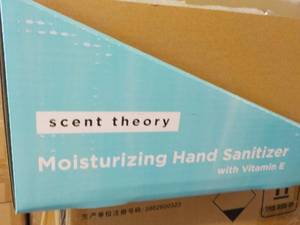 scent theory
Moisturizing Hand Sanitizer
with Vitamin E